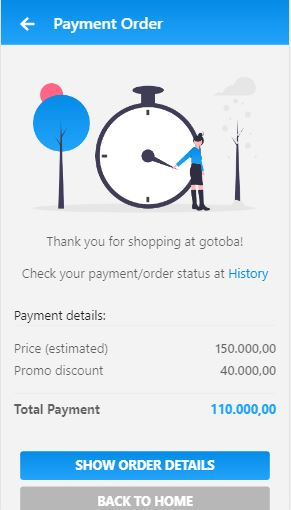 Payment Order
Thank you for shopping at gotoba!
Check your payment/order status at History
Payment details:
Price (estimated) 150.000,00
Promo discount 40.000,00
Total Payment 110.000,00
SHOW ORDER DETAILS
BACK TO HOME